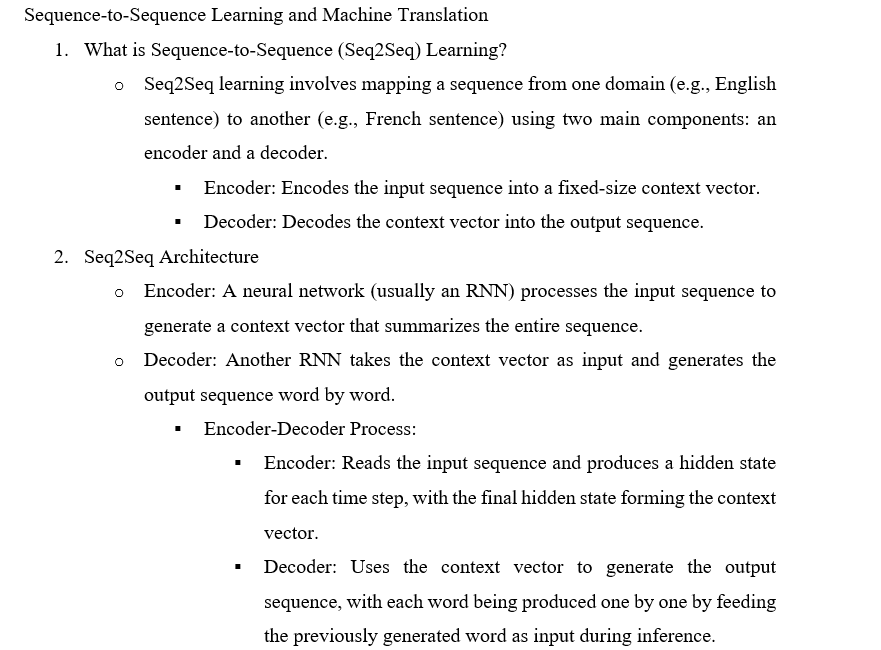 Sequence-to-Sequence Learning and Machine Translation
1. What is Sequence-to-Sequence (Seq2Seq) Learning?
o Seq2Seq learning involves mapping a sequence from one domain (e.g., English
sentence) to another (e.g., French sentence) using two main components: an
encoder and a decoder.
▪ Encoder: Encodes the input sequence into a fixed-size context vector.
▪ Decoder: Decodes the context vector into the output sequence.
2. Seq2Seq Architecture
o Encoder: A neural network (usually an RNN) processes the input sequence to
generate a context vector that summarizes the entire sequence.
o Decoder: Another RNN takes the context vector as input and generates the
output sequence word by word.
▪ Encoder-Decoder Process:
▪ Encoder: Reads the input sequence and produces a hidden state
for each time step, with the final hidden state forming the context
vector.
▪ Decoder: Uses the context vector to generate the output
sequence, with each word being produced one by one by feeding
the previously generated word as input during inference.